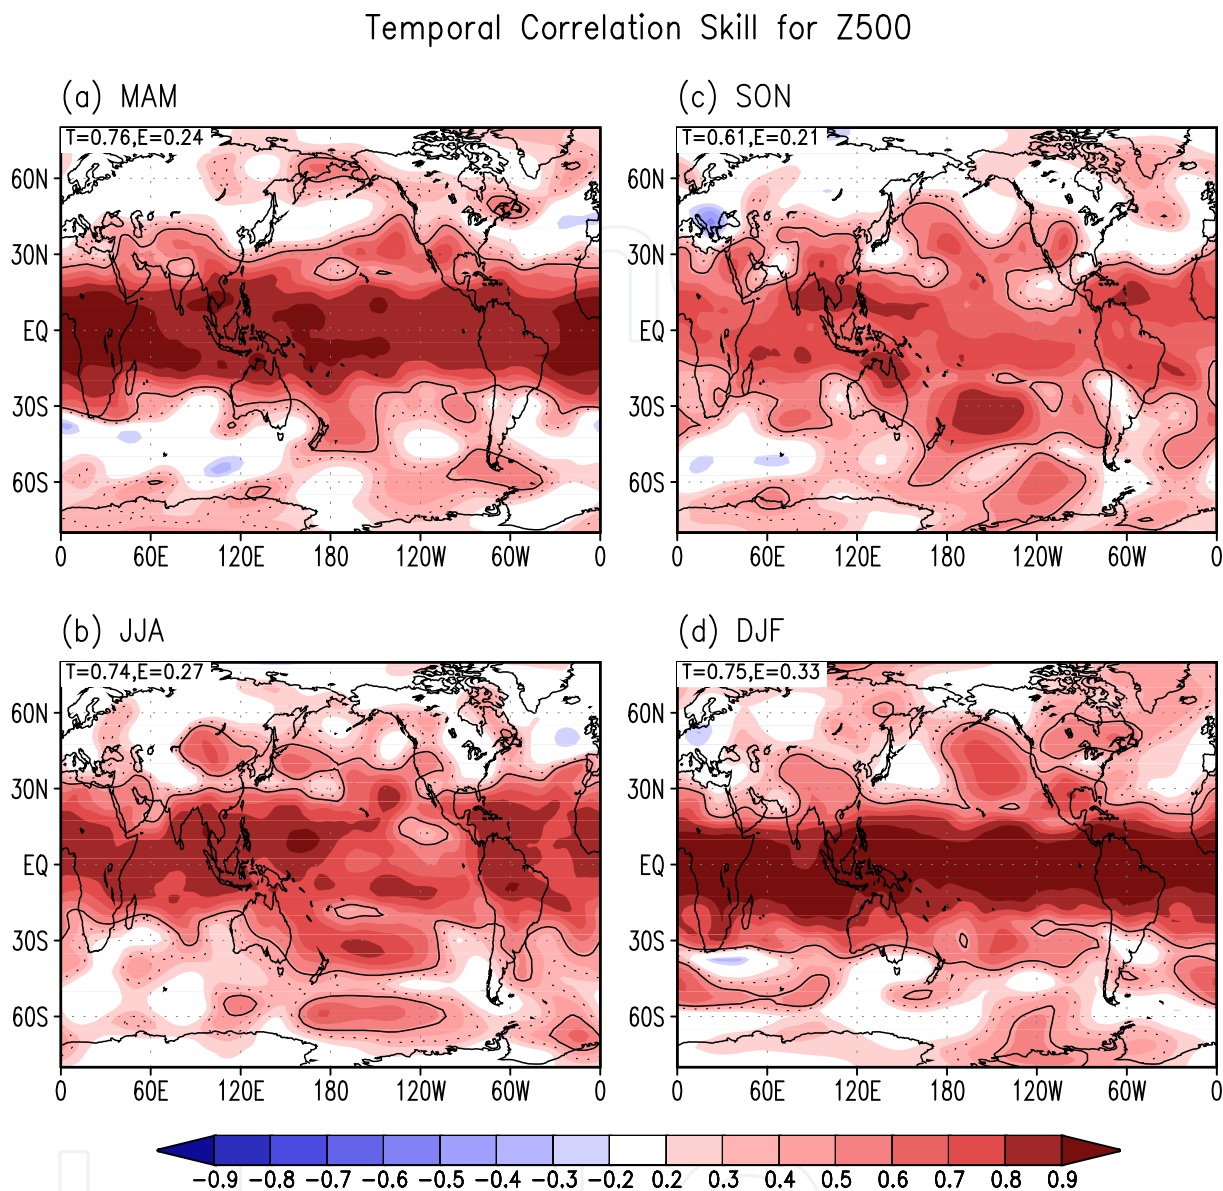 Temporal Correlation Skill for Z500
(a) MAM
(c) SON
T=0.76,E=0.24
T=0.61,E=0.21
60N
30N
EQ
30S
60S
0 60E 120E 180 120W 60W 0
60N
30N
EQ
30S
60S
0 60E 120E 180 120W 60W 0
(b) JJA
(d) DJF
T=0.74,E=0.27
T=0.75,E=0.33
60N
30N
EQ
30S
60S
0 60E 120E 180 120W 60W 0
60N
30N
EQ
30S
60S
0 60E 120E 180 120W 60W 0
−0.9 −0.8 −0.7 −0.6 −0.5 −0.4 −0.3 −0.2 0.2 0.3 0.4 0.5 0.6 0.7 0.8 0.9